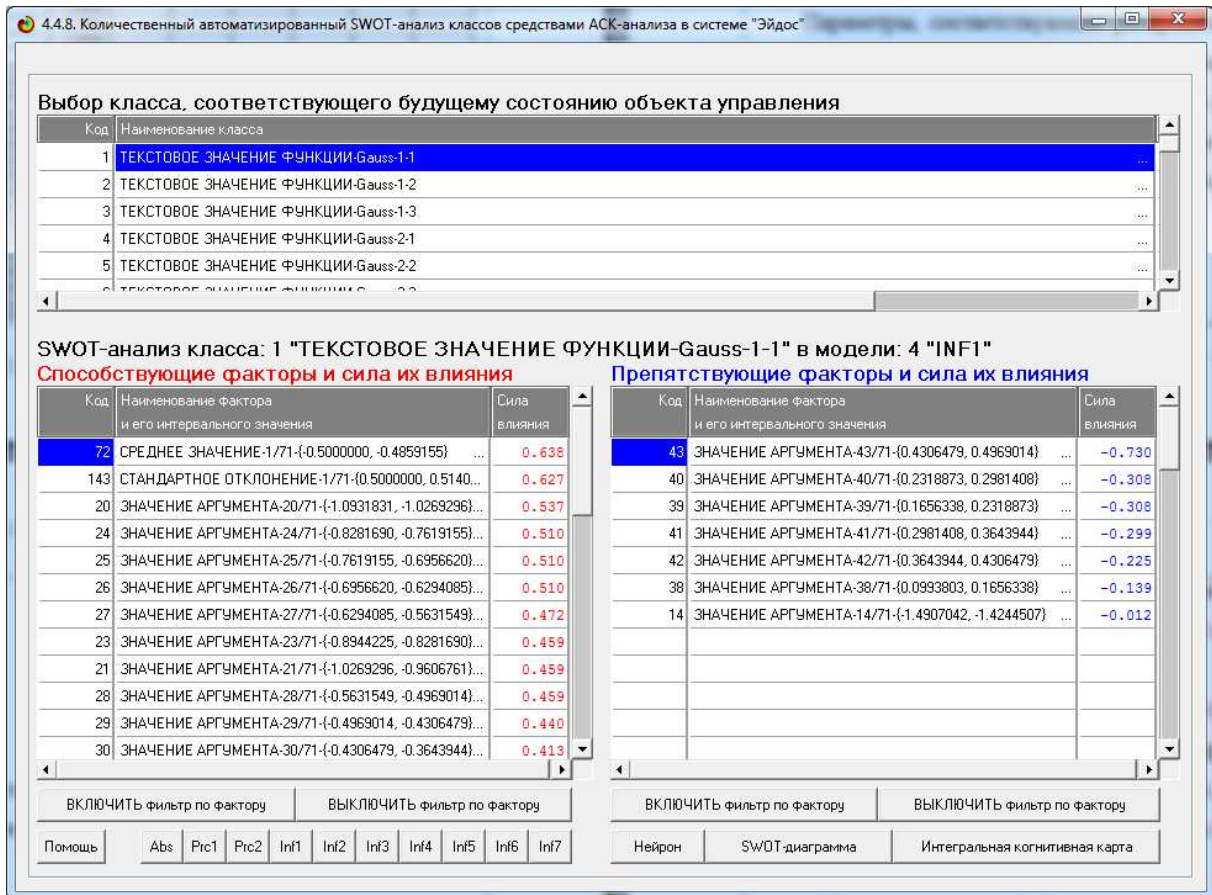 4.4.8. Количественный автоматизированный SWOT-анализ классов средствами АСК-анализа в системе "Эйдос"
Выбор класса, соответствующего будущему состоянию объекта управления
Код Наименование класса
1 ТЕКСТОВОЕ ЗНАЧЕНИЕ ФУНКЦИИ-Gauss-1-1 ...
2 ТЕКСТОВОЕ ЗНАЧЕНИЕ ФУНКЦИИ-Gauss-1-2 ...
3 ТЕКСТОВОЕ ЗНАЧЕНИЕ ФУНКЦИИ-Gauss-1-3 ...
4 ТЕКСТОВОЕ ЗНАЧЕНИЕ ФУНКЦИИ-Gauss-2-1 ...
5 ТЕКСТОВОЕ ЗНАЧЕНИЕ ФУНКЦИИ-Gauss-2-2 ...
SWOT-анализ класса: 1 "ТЕКСТОВОЕ ЗНАЧЕНИЕ ФУНКЦИИ-Gauss-1-1" в модели: 4 "INF1"
Способствующие факторы и сила их влияния
Код Наименование фактора Сила
и его интервального значения влияния
72 СРЕДНЕЕ ЗНАЧЕНИЕ-1/71-{-0.5000000, -0.4859155} ... 0.638
143 СТАНДАРТНОЕ ОТКЛОНЕНИЕ-1/71-{0.5000000, 0.5140... 0.627
20 ЗНАЧЕНИЕ АРГУМЕНТА-20/71-{-1.0931831, -1.0269296}... 0.537
24 ЗНАЧЕНИЕ АРГУМЕНТА-24/71-{-0.8281690, -0.7619155}... 0.510
25 ЗНАЧЕНИЕ АРГУМЕНТА-25/71-{-0.7619155, -0.6956620}... 0.510
26 ЗНАЧЕНИЕ АРГУМЕНТА-26/71-{-0.6956620, -0.6294085}... 0.510
27 ЗНАЧЕНИЕ АРГУМЕНТА-27/71-{-0.6294085, -0.5631549}... 0.472
23 ЗНАЧЕНИЕ АРГУМЕНТА-23/71-{-0.8944225, -0.8281690}... 0.459
21 ЗНАЧЕНИЕ АРГУМЕНТА-21/71-{-1.0269296, -0.9606761}... 0.459
28 ЗНАЧЕНИЕ АРГУМЕНТА-28/71-{-0.5631549, -0.4969014}... 0.459
29 ЗНАЧЕНИЕ АРГУМЕНТА-29/71-{-0.4969014, -0.4306479}... 0.440
30 ЗНАЧЕНИЕ АРГУМЕНТА-30/71-{-0.4306479, -0.3643944}... 0.413
Препятствующие факторы и сила их влияния
Код Наименование фактора Сила
и его интервального значения влияния
43 ЗНАЧЕНИЕ АРГУМЕНТА-43/71-{0.4306479, 0.4969014} ... -0.730
40 ЗНАЧЕНИЕ АРГУМЕНТА-40/71-{0.2318873, 0.2981408} ... -0.308
39 ЗНАЧЕНИЕ АРГУМЕНТА-39/71-{0.1656338, 0.2318873} ... -0.308
41 ЗНАЧЕНИЕ АРГУМЕНТА-41/71-{0.2981408, 0.3643944} ... -0.299
42 ЗНАЧЕНИЕ АРГУМЕНТА-42/71-{0.3643944, 0.4306479} ... -0.225
38 ЗНАЧЕНИЕ АРГУМЕНТА-38/71-{0.0993803, 0.1656338} ... -0.139
14 ЗНАЧЕНИЕ АРГУМЕНТА-14/71-{-1.4907042, -1.4244507} ... -0.012
ВКЛЮЧИТЬ фильтр по фактору ВЫКЛЮЧИТЬ фильтр по фактору ВКЛЮЧИТЬ фильтр по фактору ВЫКЛЮЧИТЬ фильтр по фактору
Помощь Abs Prc1 Prc2 Inf1 Inf2 Inf3 Inf4 Inf5 Inf6 Inf7 Нейрон SWOT-диаграмма Интегральная когнитивная карта